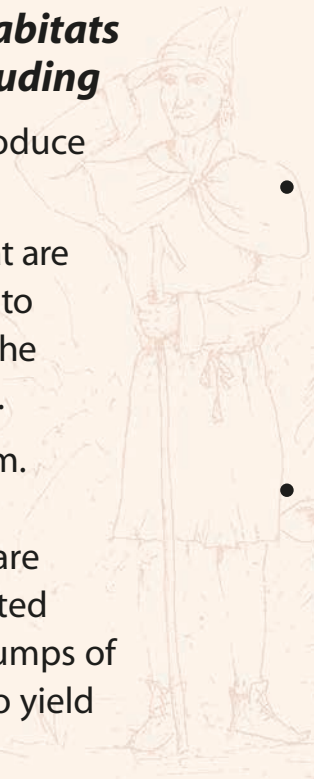 abitats
uding
oduce
t are
to
he
.
m.
are
ted
umps of
o yield